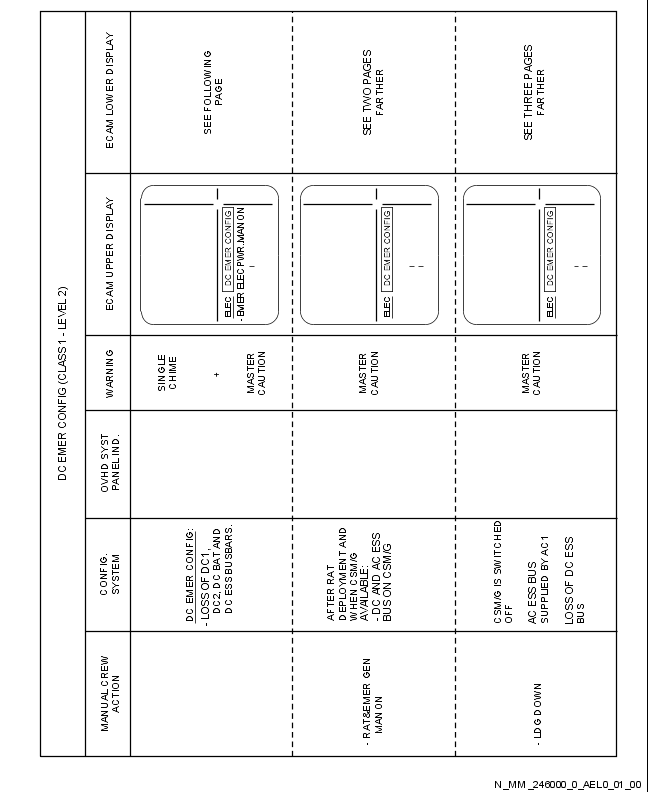 DC EMER CONFIG (CLASS 1 - LEVEL 2)
MANUAL CREW
ACTION
CONFIG.
SYSTEM
OVHD SYST
PANEL IND.
WARNING
ECAM UPPER DISPLAY
ECAM LOWER DISPLAY
DC EMER CONFIG:
- LOSS OF DC1,
DC2, DC BAT AND
DC ESS BUSBARS.
SINGLE
CHIME
+
MASTER
CAUTION
ELEC DC EMER CONFIG
- EMER ELEC PWR..MAN ON
SEE FOLLOWING
PAGE
- RAT&EMER GEN
MAN ON
AFTER RAT
DEPLOYMENT AND
WHEN CSM/G
AVAILABLE:
- DC AND AC ESS
BUS ON CSM/G
MASTER
CAUTION
ELEC DC EMER CONFIG
SEE TWO PAGES
FARTHER
- LDG DOWN
CSM/G IS SWITCHED
OFF
AC ESS BUS
SUPPLIED BY AC1
LOSS OF DC ESS
BUS
MASTER
CAUTION
ELEC DC EMER CONFIG
SEE THREE PAGES
FARTHER
N_MM_246000_0_AEL0_01_00